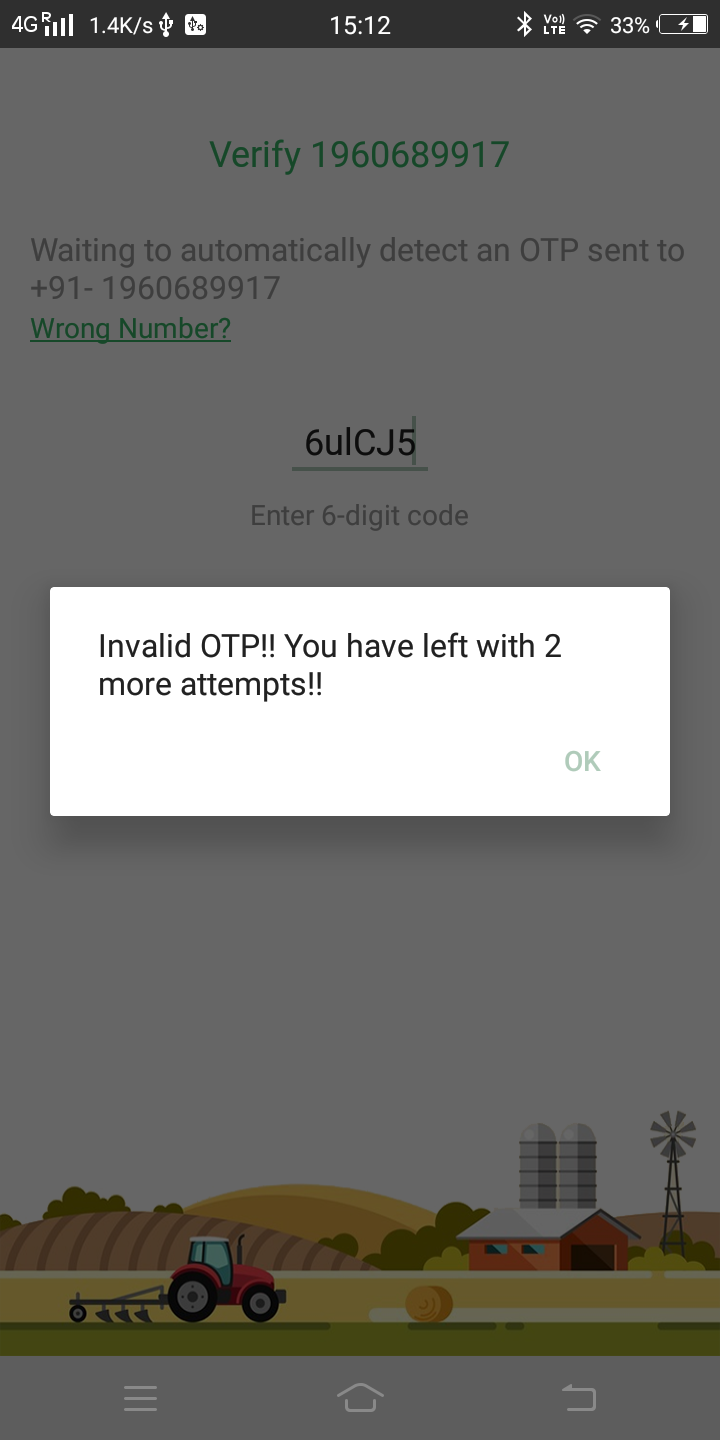 4G R 1.4K/s 15:12 Vo)) LTE 33%
Verify 1960689917
Waiting to automatically detect an OTP sent to
+91- 1960689917
Wrong Number?
6ulCJ5
Enter 6-digit code
Invalid OTP!! You have left with 2
more attempts!!
OK